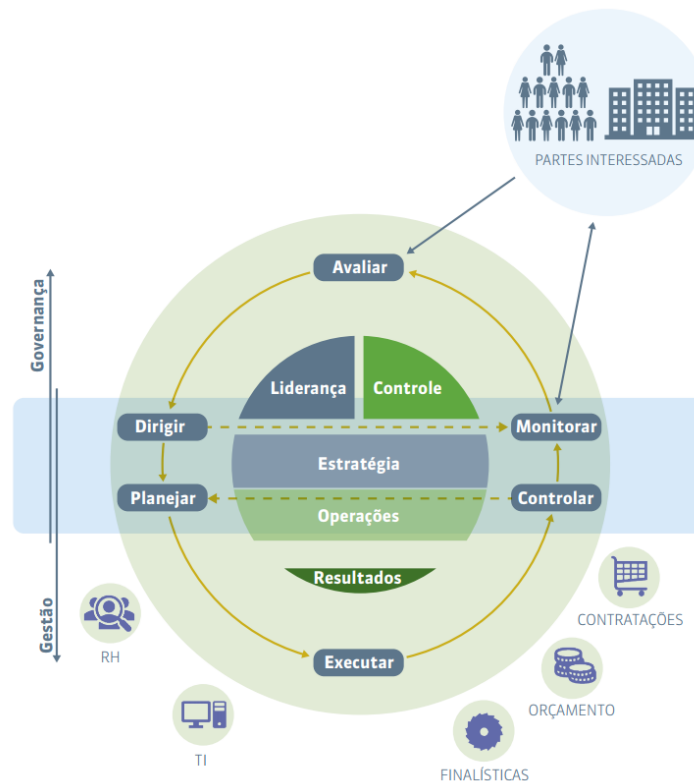 PARTES INTERESSADAS
Avaliar
Governança
Liderança
Controle
Dirigir
Monitorar
Estratégia
Planejar
Controlar
Operações
Resultados
Gestão
CONTRATAÇÕES
RH
Executar
ORÇAMENTO
TI
FINALÍSTICAS